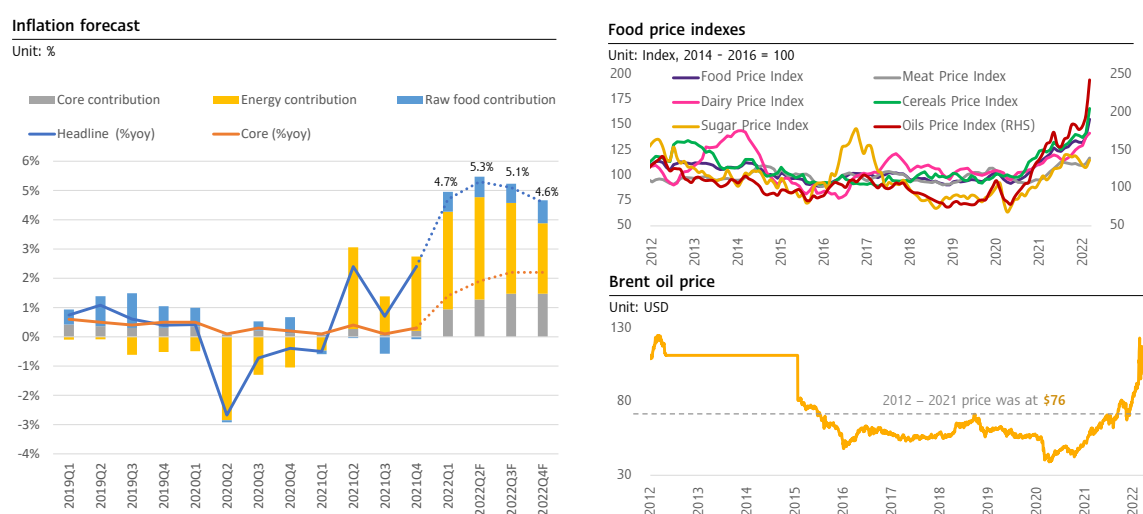 Inflation forecast
Unit: %
Core contribution Energy contribution Raw food contribution
Headline (%yoy) Core (%yoy)
6%
5%
4%
3%
2%
1%
0%
-1%
-2%
-3%
-4%
4.7% 5.3% 5.1% 4.6%
2019Q1 2019Q2 2019Q3 2019Q4 2020Q1 2020Q2 2020Q3 2020Q4 2021Q1 2021Q2 2021Q3 2021Q4 2022Q1 2022Q2F 2022Q3F 2022Q4F
Food price indexes
Unit: Index, 2014 - 2016 = 100
200 250
175
150 200
125 150
100
75 100
50 50
Food Price Index Meat Price Index
Dairy Price Index Cereals Price Index
Sugar Price Index Oils Price Index (RHS)
2012 2013 2014 2015 2016 2017 2018 2019 2020 2021 2022
Brent oil price
Unit: USD
130
80
30
2012 – 2021 price was at $76
2012 2013 2014 2015 2016 2017 2018 2019 2020 2021 2022